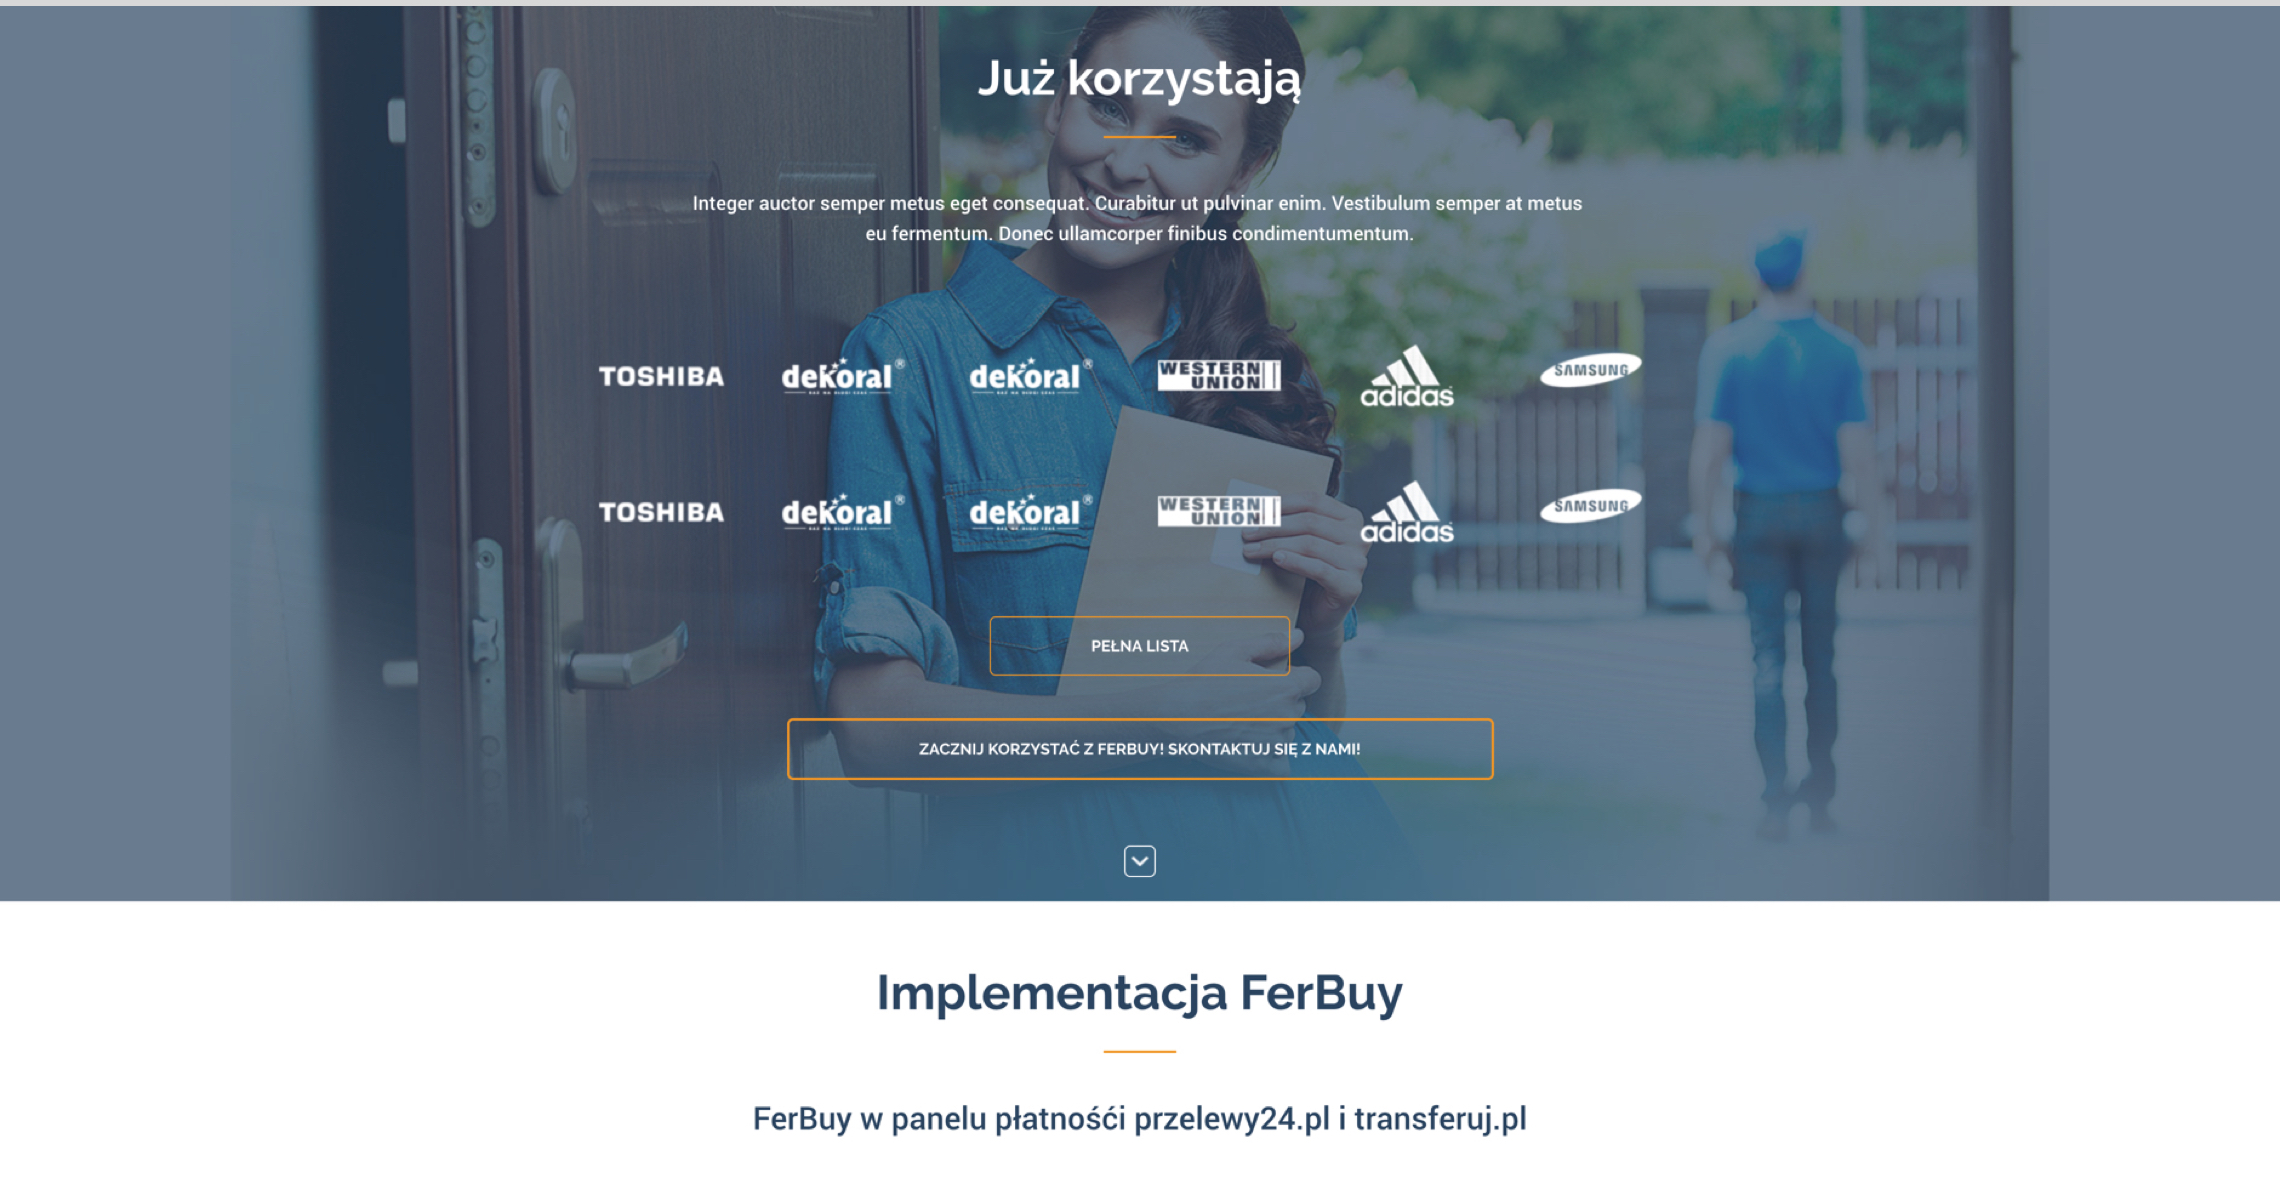 Już korzystają
Integer auctor semper metus eget consequat. Curabitur ut pulvinar enim. Vestibulum semper at metus
eu fermentum. Donec ullamcorper finibus condimentumentum.
TOSHIBA dekoral® dekoral® WESTERN UNION adidas SAMSUNG
TOSHIBA dekoral® dekoral® WESTERN UNION adidas SAMSUNG
PEŁNA LISTA
ZACZNIJ KORZYSTAĆ Z FERBUY! SKONTAKTUJ SIĘ Z NAMI!
Implementacja FerBuy
FerBuy w panelu płatnośći przelewy24.pl i transferuj.pl